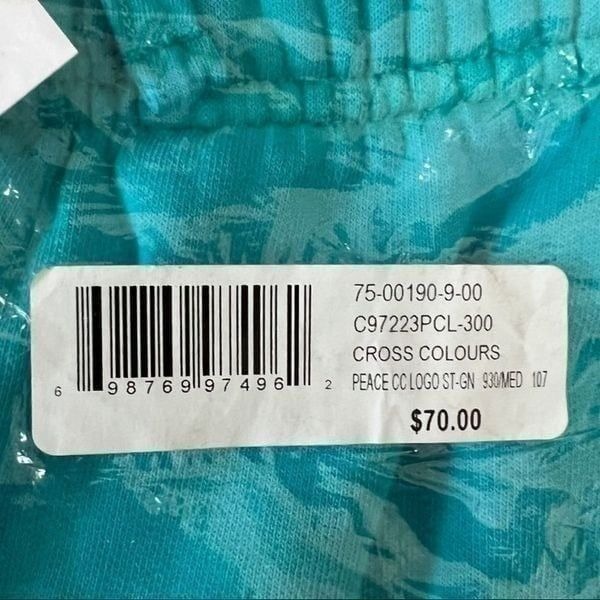 75-00190-9-00
C97223PCL-300
CROSS COLOURS
PEACE CC LOGO ST-GN 930/MED 107
$70.00
6 98769 97496 2